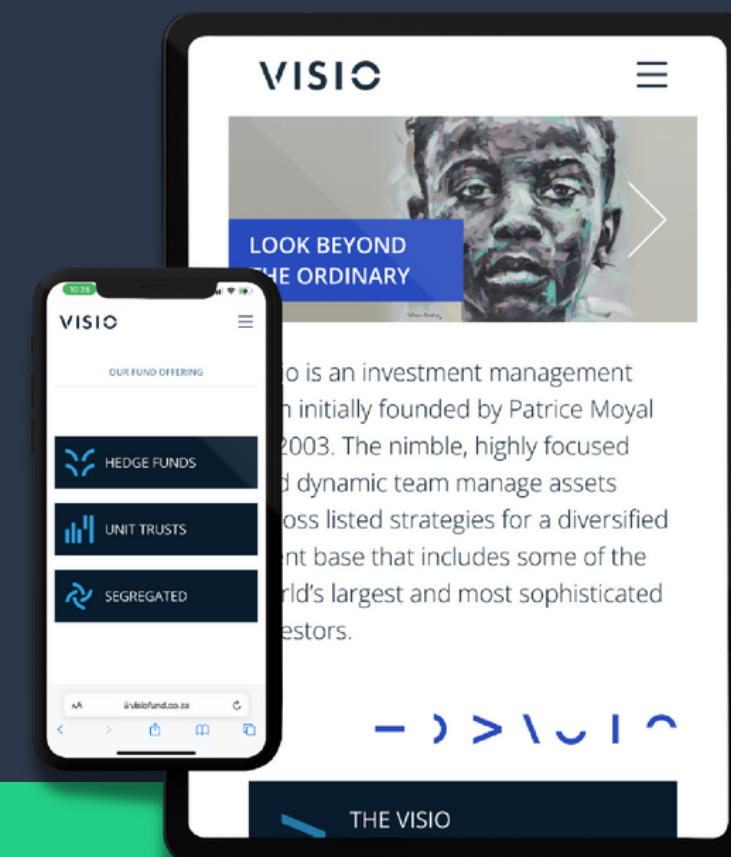 VISIO
LOOK BEYOND
THE ORDINARY
io is an investment management
initially founded by Patrice Moyal
2003. The nimble, highly focused
dynamic team manage assets
oss listed strategies for a diversified
nt base that includes some of the
rld's largest and most sophisticated
estors.
THE VISIO
10:28
VISIO
OUR FUND OFFERING
HEDGE FUNDS
UNIT TRUSTS
SEGREGATED
AA
visiofund.co.za